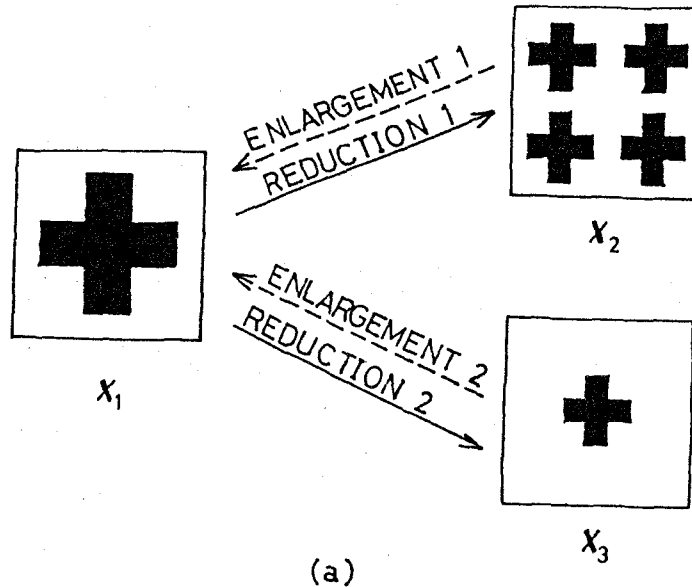 ENLARGEMENT 1
REDUCTION 1
X₂
X₁
ENLARGEMENT 2
REDUCTION 2
X₃
(a)